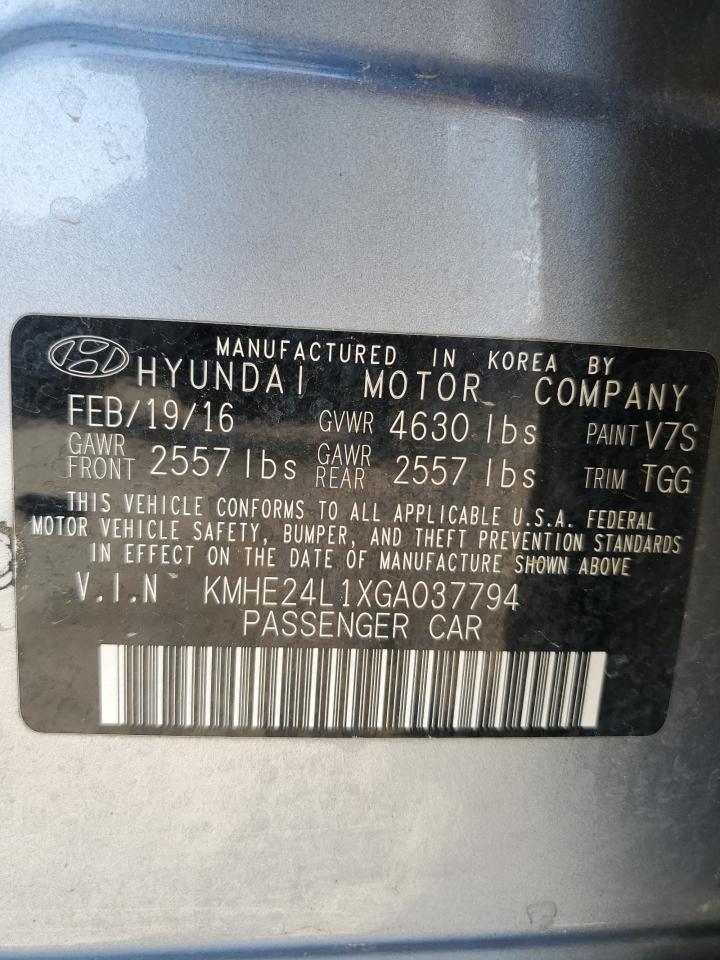 MANUFACTURED IN KOREA BY
HYUNDAI MOTOR COMPANY
FEB/19/16 GVWR 4630 lbs PAINT V7S
GAWR FRONT 2557 lbs GAWR REAR 2557 lbs TRIM TGG
THIS VEHICLE CONFORMS TO ALL APPLICABLE U.S.A. FEDERAL
MOTOR VEHICLE SAFETY, BUMPER, AND THEFT PREVENTION STANDARDS
IN EFFECT ON THE DATE OF MANUFACTURE SHOWN ABOVE
V.I.N KMHE24L1XGA037794
PASSENGER CAR